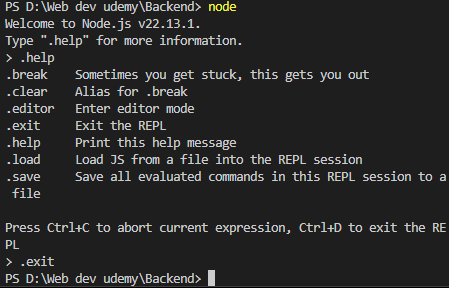 PS D:\Web dev udemy\Backend> node
Welcome to Node.js v22.13.1.
Type ".help" for more information.
> .help
.break    Sometimes you get stuck, this gets you out
.clear    Alias for .break
.editor   Enter editor mode
.exit     Exit the REPL
.help     Print this help message
.load     Load JS from a file into the REPL session
.save     Save all evaluated commands in this REPL session to a
 file

Press Ctrl+C to abort current expression, Ctrl+D to exit the RE
PL
> .exit
PS D:\Web dev udemy\Backend>